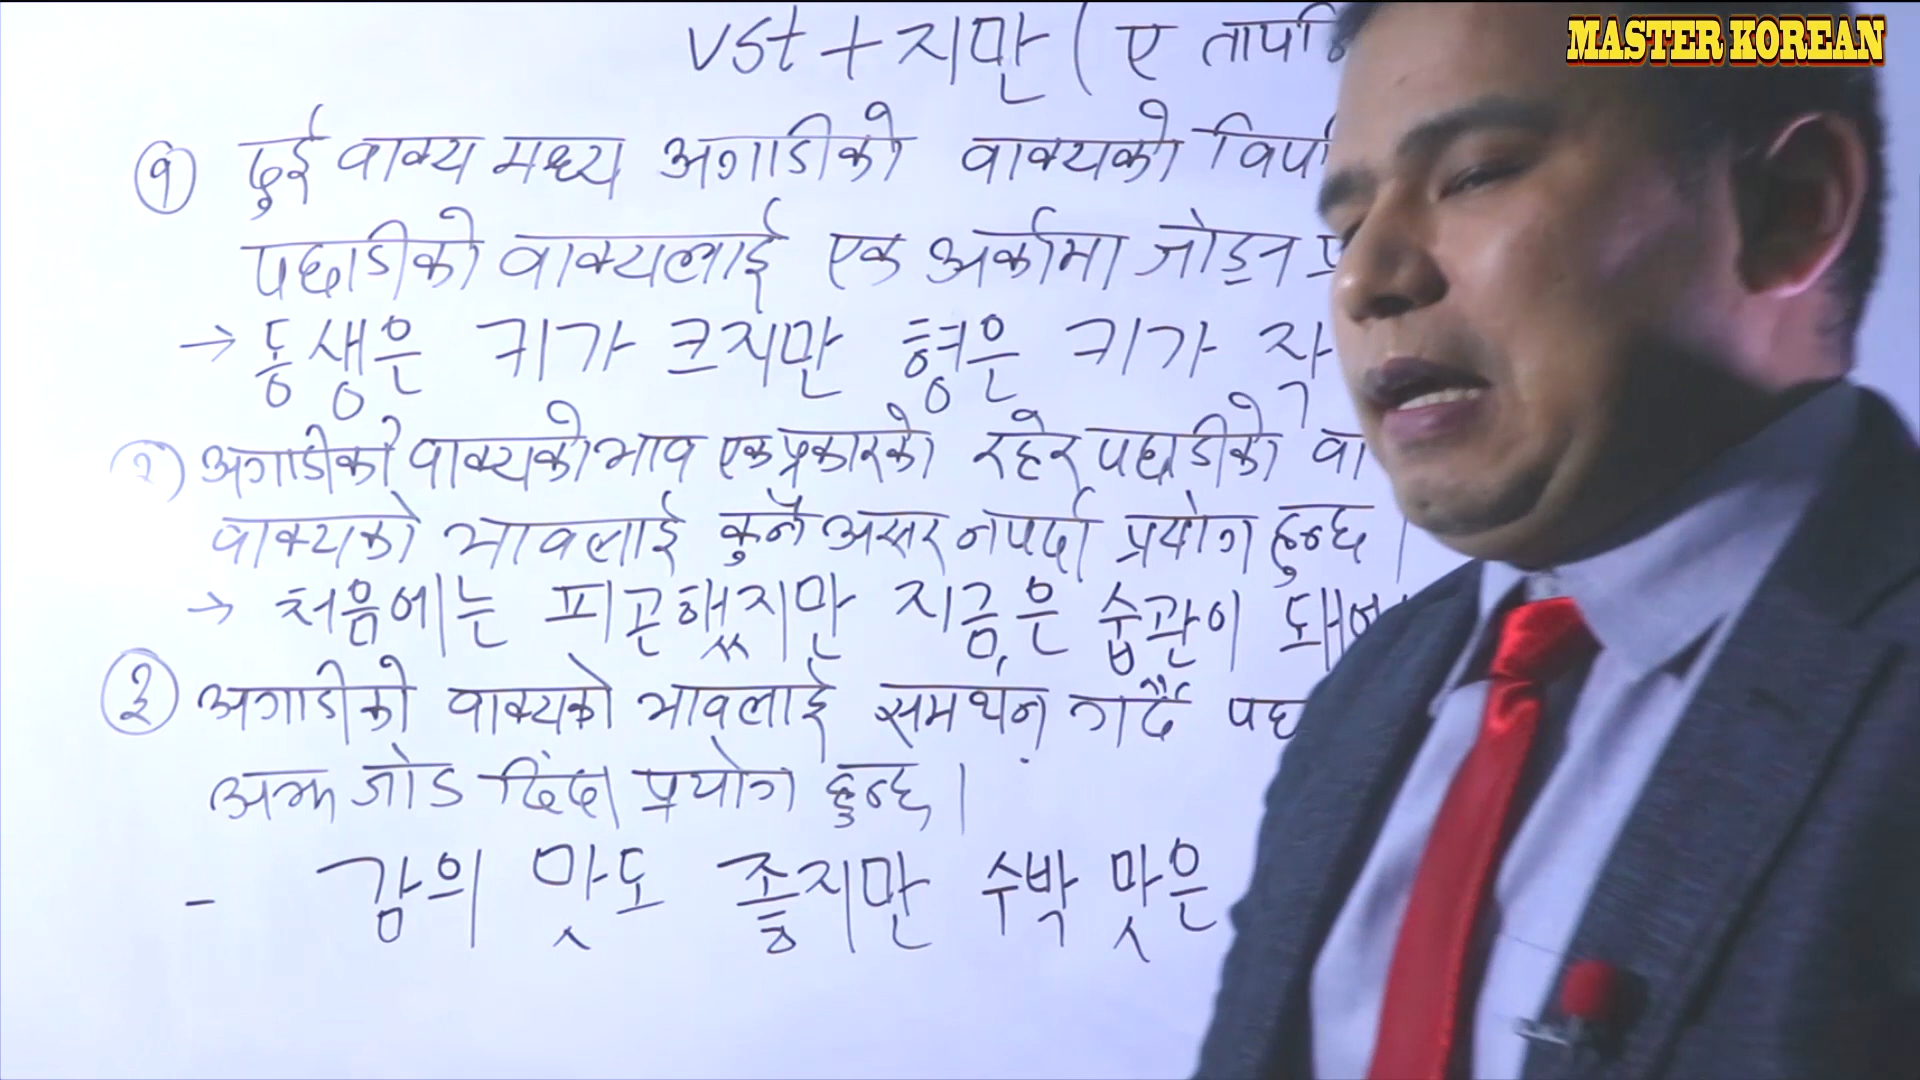 MASTER KOREAN
vst + 지만 ( ए तापनि
१ दुई वाक्य मध्य अगाडीको वाक्यको
पछाडीको वाक्यलाई एक अर्कामा जोड्न
→ 동생은 키가 크지만 형은 키가 작
२) अगाडीको वाक्यको भाव एक प्रकारको रहेर पछाडीको वा
वाक्यको भावलाई कुनै असर नपर्दा प्रयोग हुन्छ ।
→ 처음에는 피곤했지만 지금은 습관이
३ अगाडीको वाक्यको भावलाई समर्थन गर्दै पछ
अझ जोड दिंदा प्रयोग हुन्छ ।
- 감의 맛도 좋지만 수박 맛은